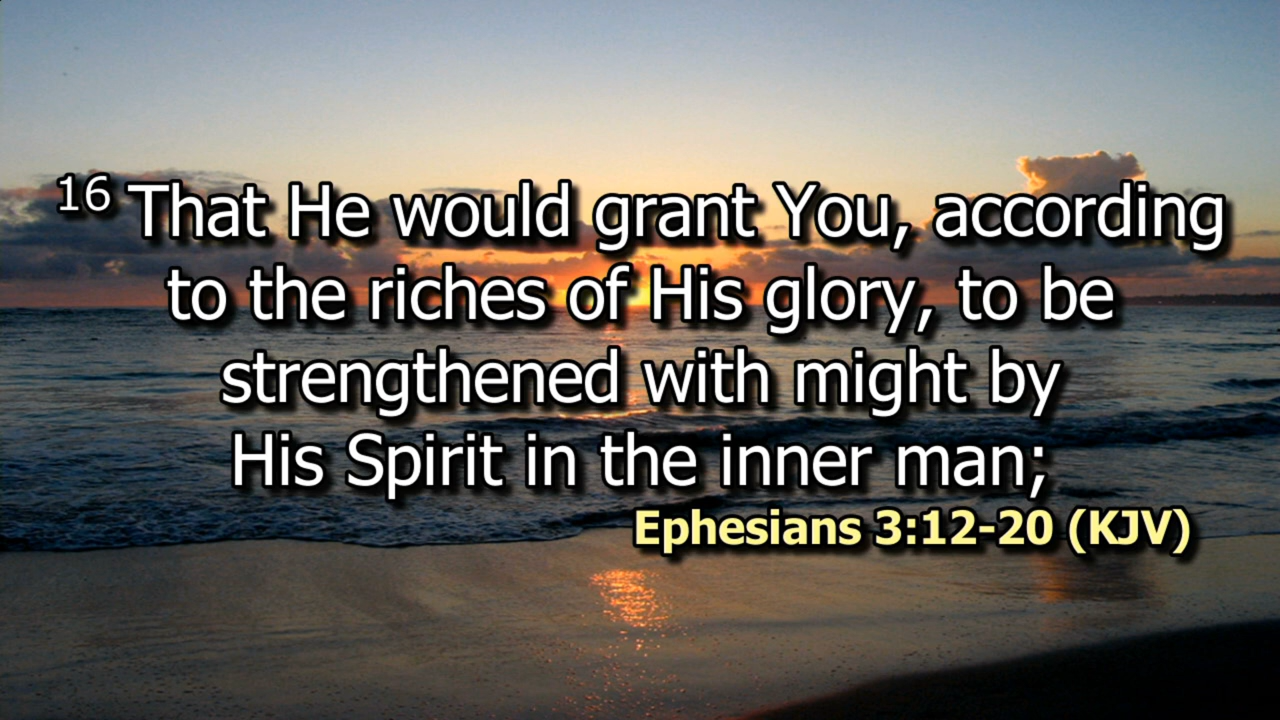 16 That He would grant You, according
to the riches of His glory, to be
strengthened with might by
His Spirit in the inner man;
Ephesians 3:12-20 (KJV)